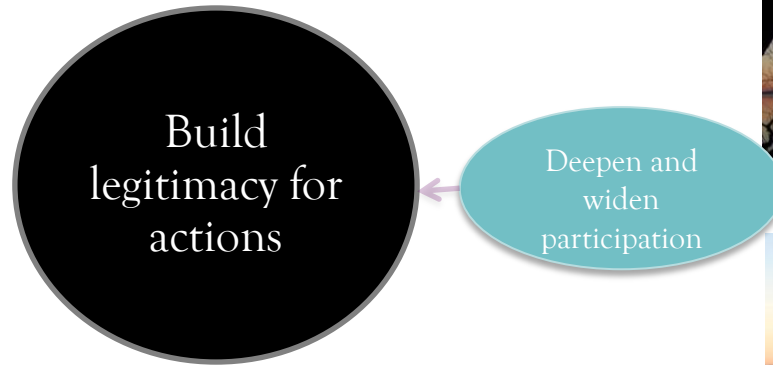 Build
legitimacy for
actions
Deepen and
widen
participation